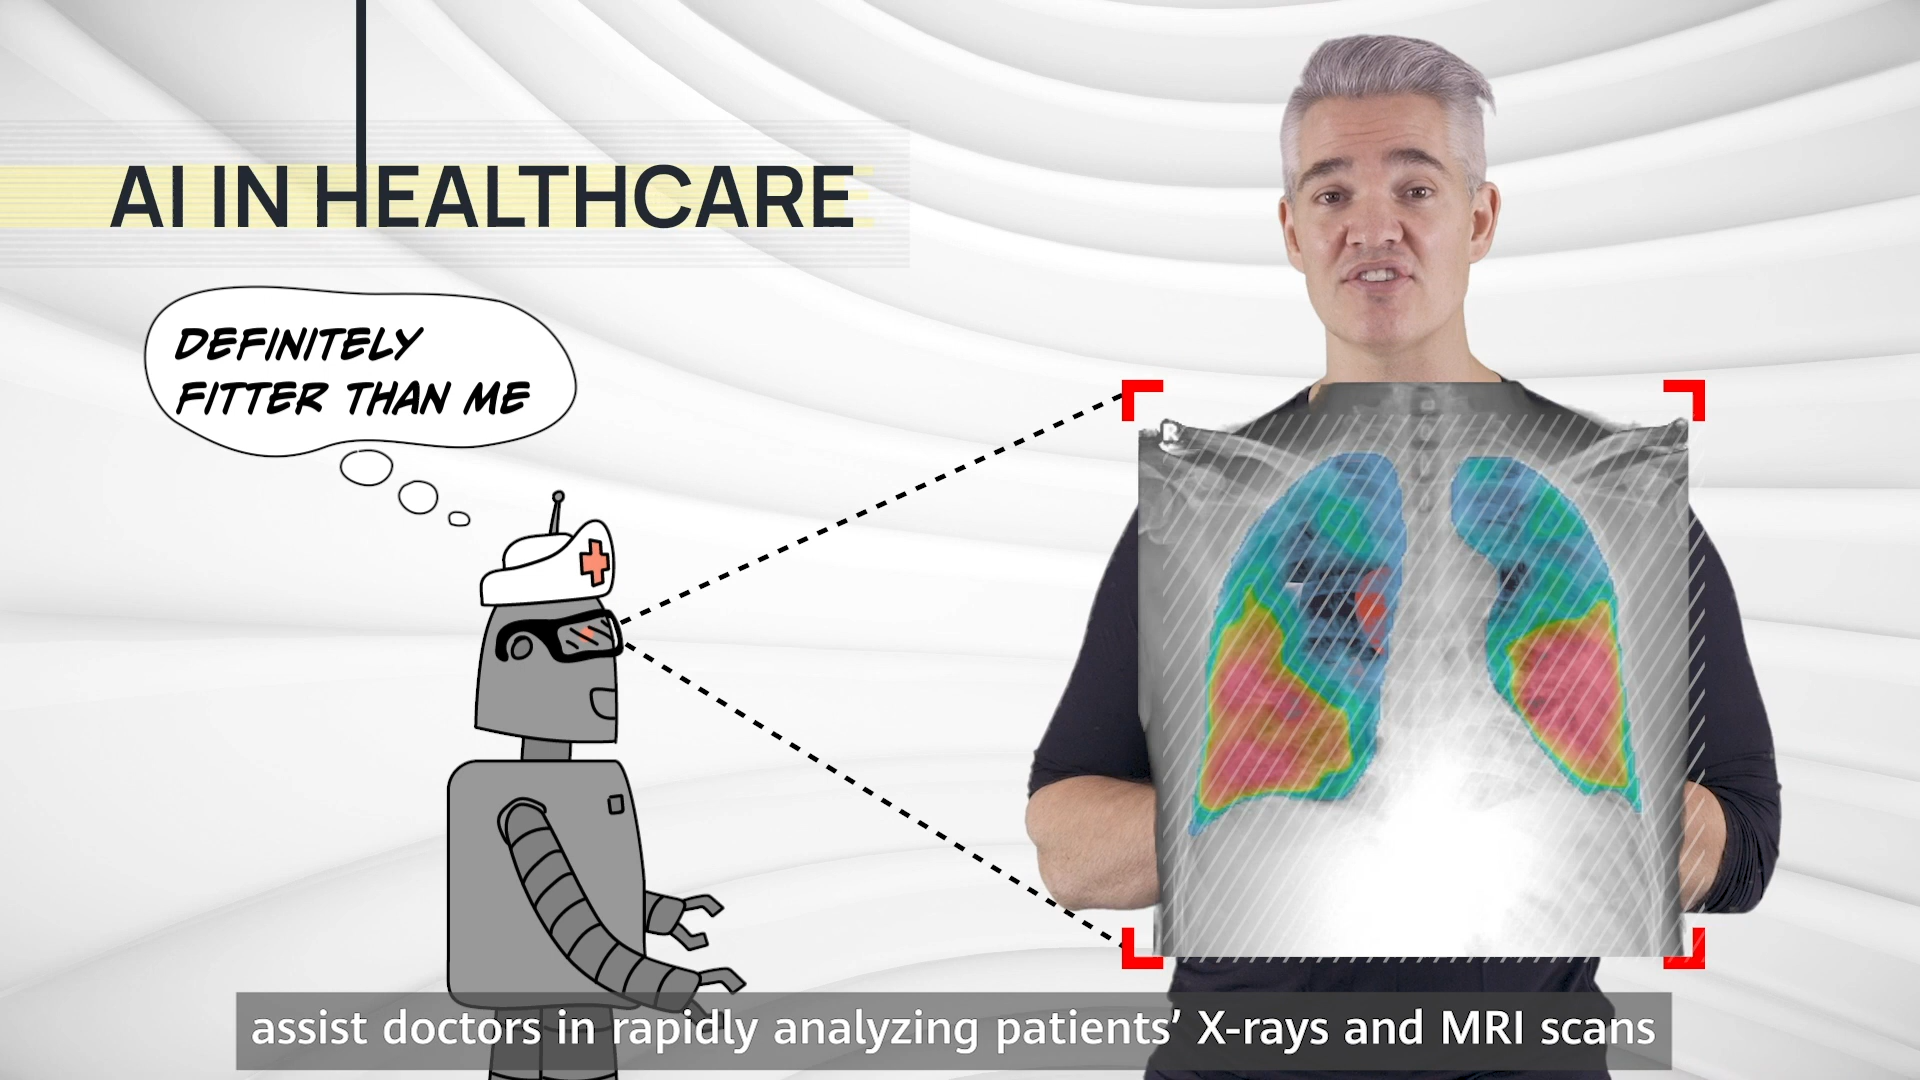 AI IN HEALTHCARE
DEFINITELY
FITTER THAN ME
R
assist doctors in rapidly analyzing patients’ X-rays and MRI scans